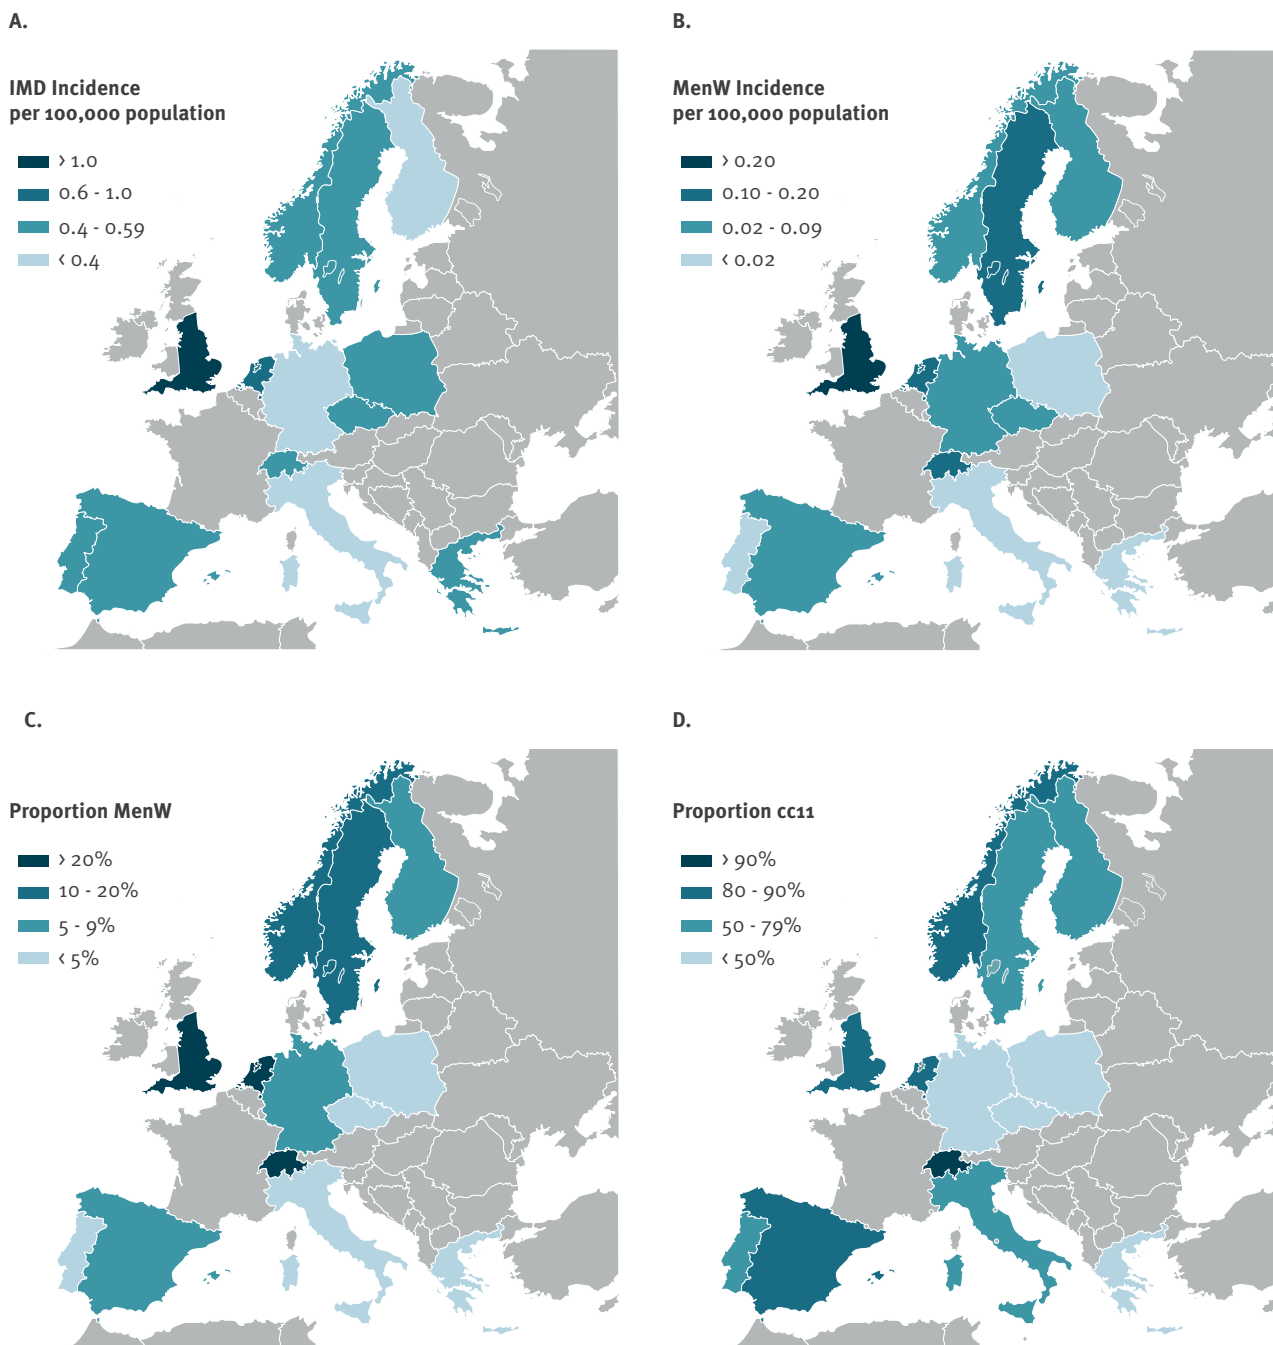 A.
IMD Incidence
per 100,000 population
> 1.0
0.6 - 1.0
0.4 - 0.59
< 0.4
B.
MenW Incidence
per 100,000 population
> 0.20
0.10 - 0.20
0.02 - 0.09
< 0.02
C.
Proportion MenW
> 20%
10 - 20%
5 - 9%
< 5%
D.
Proportion cc11
> 90%
80 - 90%
50 - 79%
< 50%